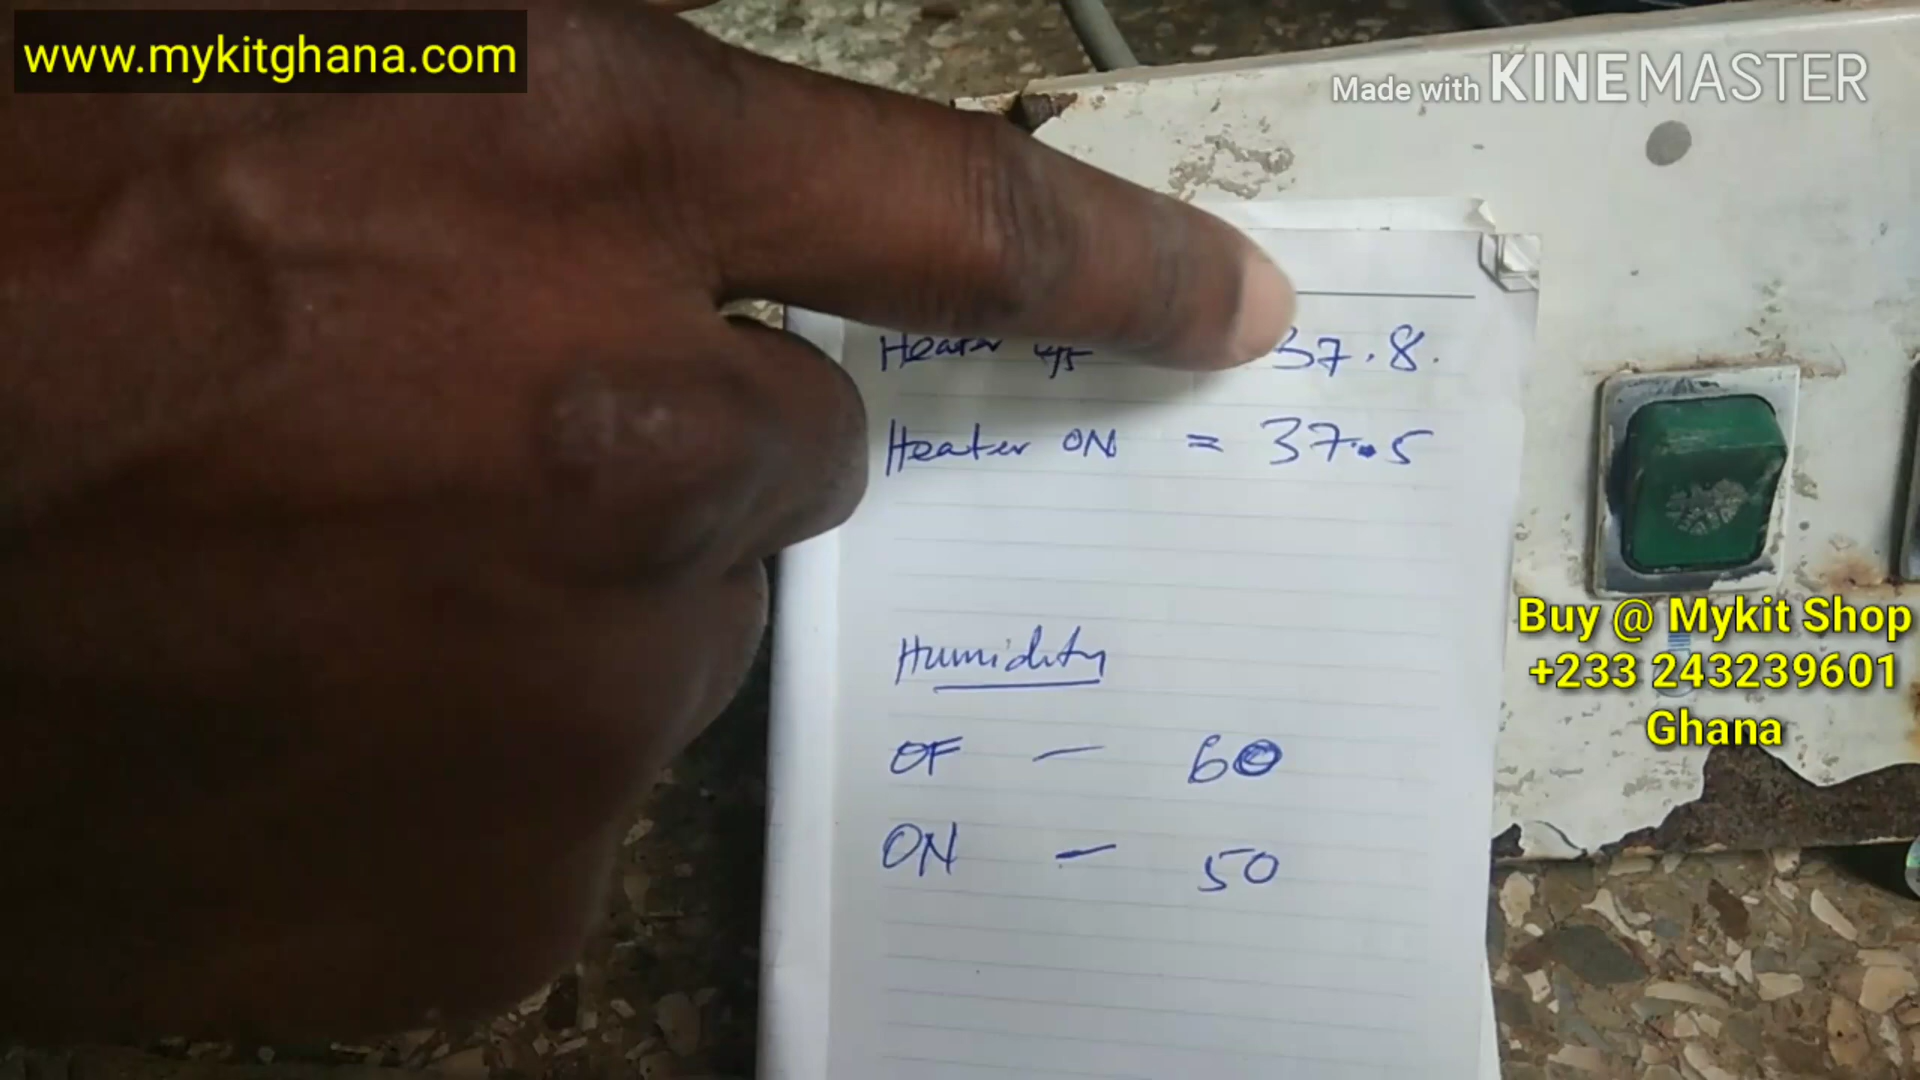 www.mykitghana.com
Made with KINEMASTER
Heater 37.8.
Heater ON = 37.5
Humidity
OF - 60
ON - 50
Buy @ Mykit Shop
+233 243239601
Ghana